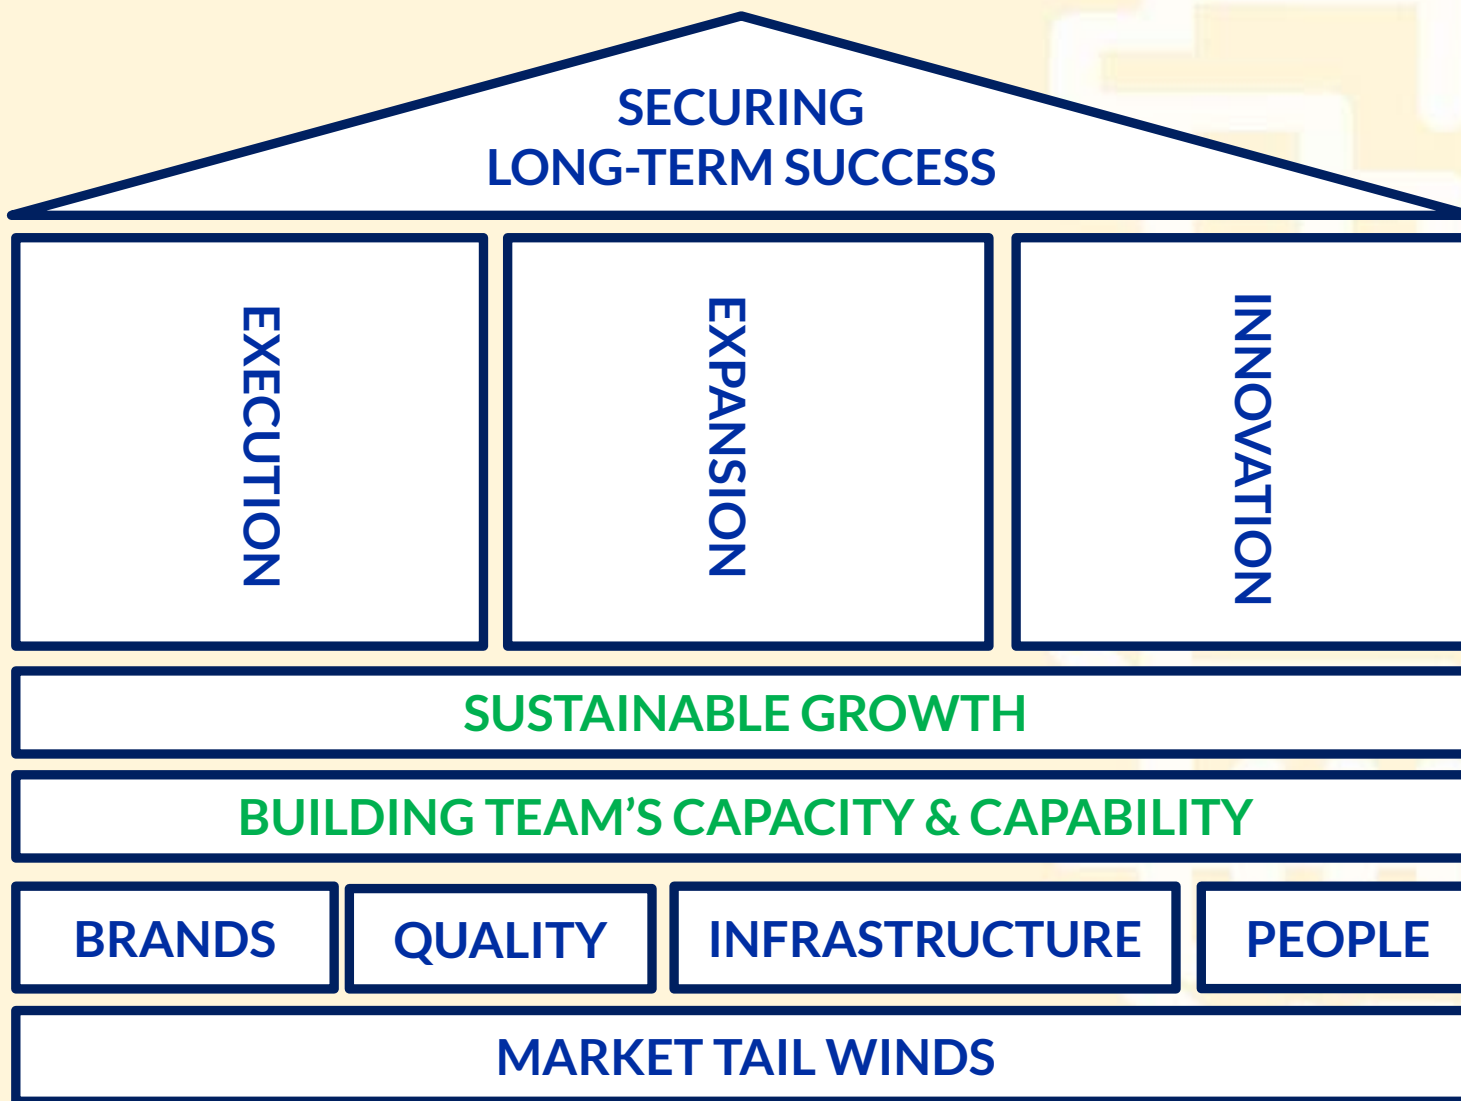 SECURING
LONG-TERM SUCCESS
EXECUTION
EXPANSION
INNOVATION
SUSTAINABLE GROWTH
BUILDING TEAM’S CAPACITY & CAPABILITY
BRANDS
QUALITY
INFRASTRUCTURE
PEOPLE
MARKET TAIL WINDS